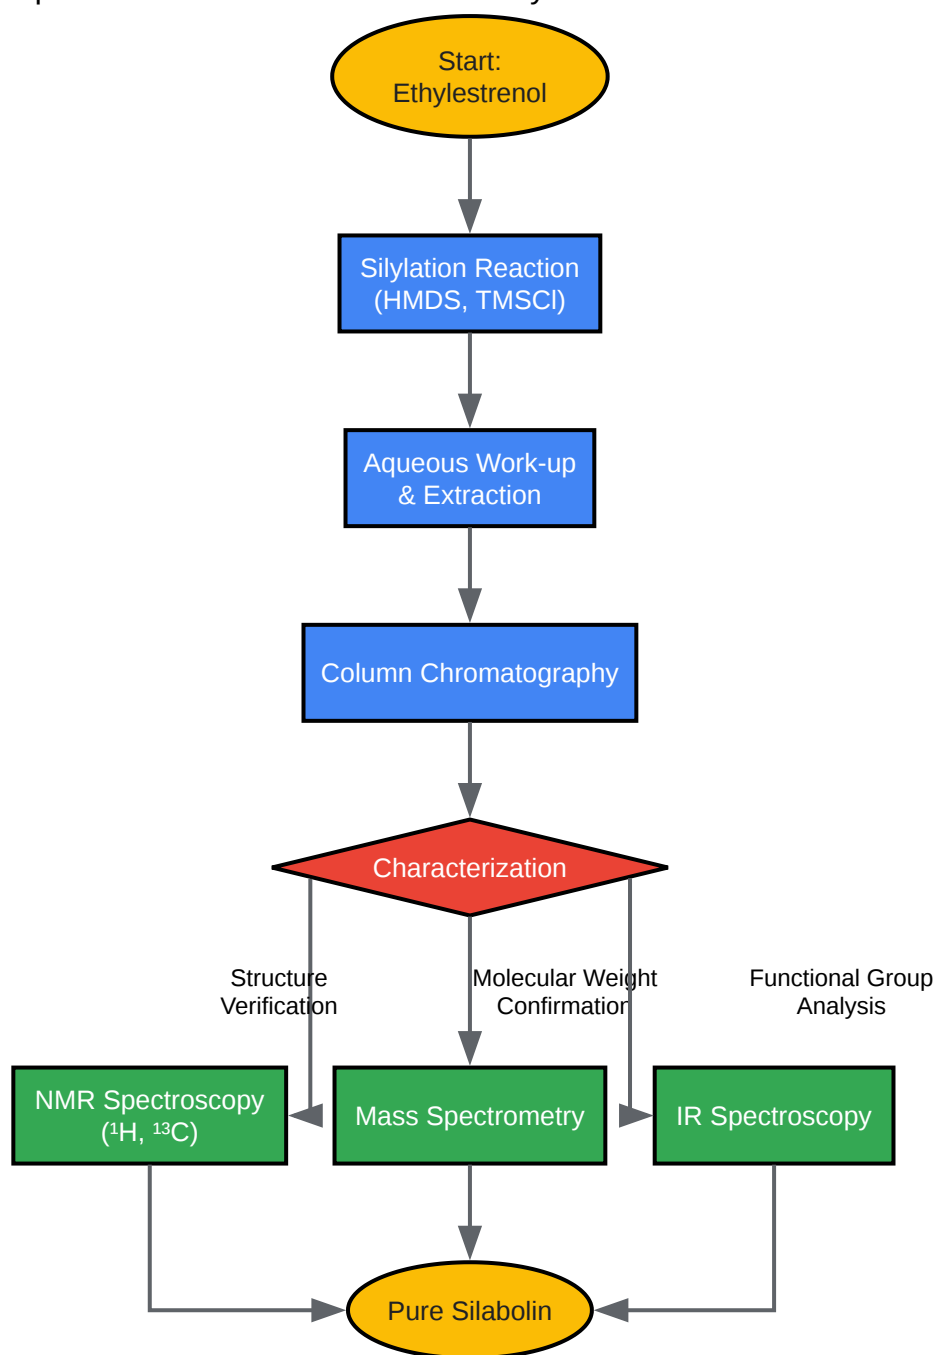 Start:
Ethylestrenol
Silylation Reaction
(HMDS, TMSCl)
Aqueous Work-up
& Extraction
Column Chromatography
Characterization
Structure
Verification
Molecular Weight
Confirmation
Functional Group
Analysis
NMR Spectroscopy
(¹H, ¹³C)
Mass Spectrometry
IR Spectroscopy
Pure Silabolin